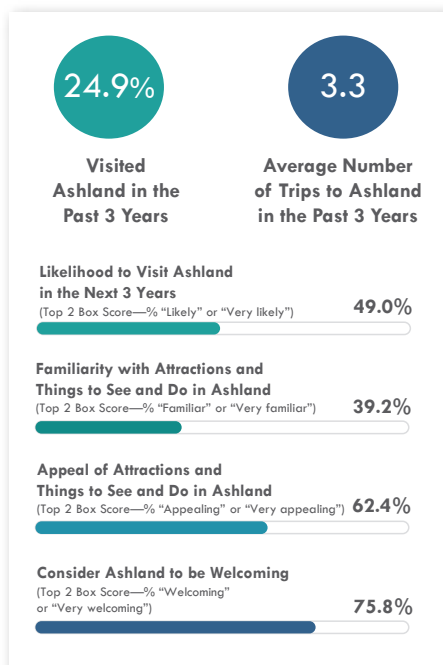 24.9%
3.3
Visited
Ashland in the
Past 3 Years
Average Number
of Trips to Ashland
in the Past 3 Years
Likelihood to Visit Ashland
in the Next 3 Years
(Top 2 Box Score—% “Likely” or “Very likely”)
49.0%
Familiarity with Attractions and
Things to See and Do in Ashland
(Top 2 Box Score—% “Familiar” or “Very familiar”)
39.2%
Appeal of Attractions and
Things to See and Do in Ashland
(Top 2 Box Score—% “Appealing” or “Very appealing”)
62.4%
Consider Ashland to be Welcoming
(Top 2 Box Score—% “Welcoming”
or “Very welcoming”)
75.8%